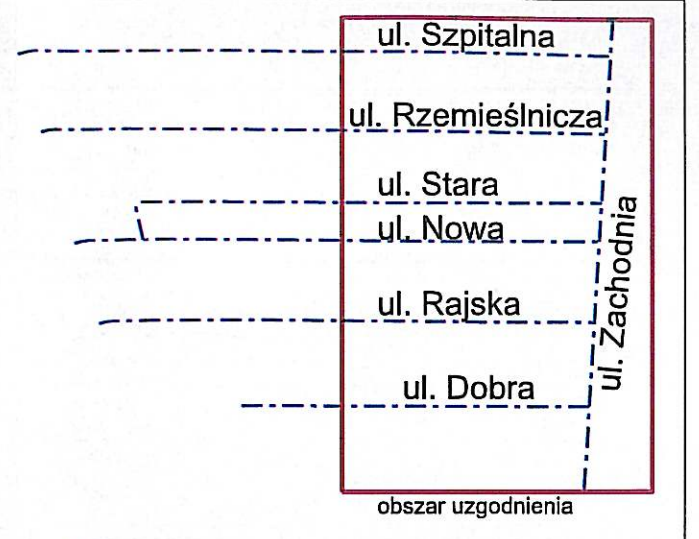 ul. Szpitalna
ul. Rzemieślnicza
ul. Stara
ul. Nowa
ul. Rajska
ul. Dobra
ul. Zachodnia
obszar uzgodnienia